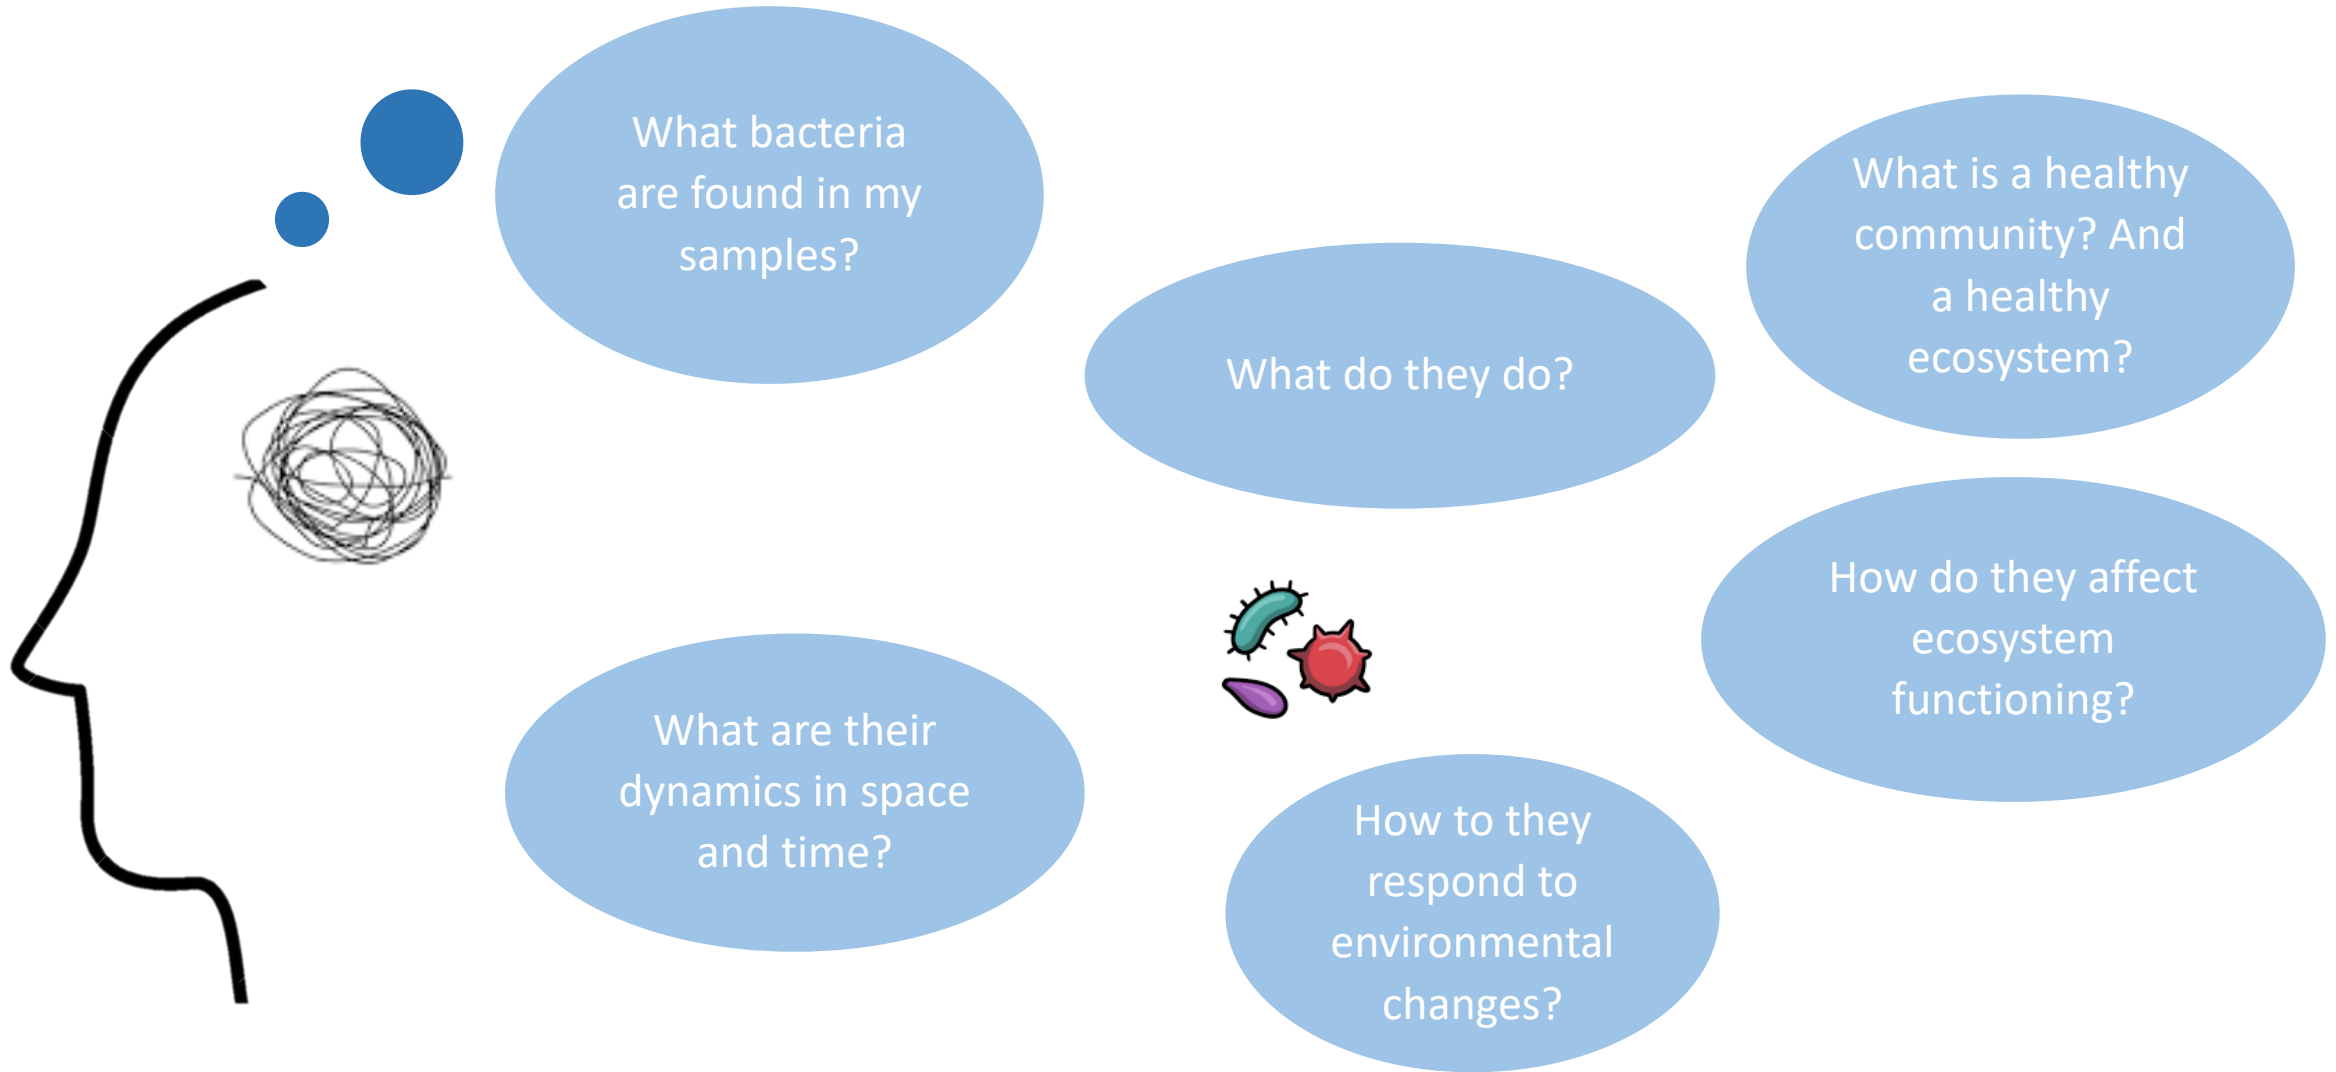 What bacteria
are found in my
samples?
What do they do?
What is a healthy
community? And
a healthy
ecosystem?
How do they affect
ecosystem
functioning?
What are their
dynamics in space
and time?
How to they
respond to
environmental
changes?